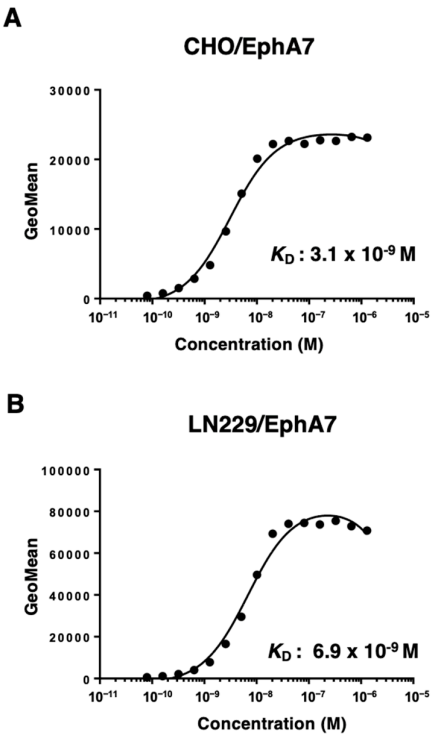 A
CHO/EphA7
30000
20000
10000
0
GeoMean
K_D : 3.1 x 10⁻⁹ M
10⁻¹¹ 10⁻¹⁰ 10⁻⁹ 10⁻⁸ 10⁻⁷ 10⁻⁶ 10⁻⁵
Concentration (M)
B
LN229/EphA7
100000
80000
60000
40000
20000
0
GeoMean
K_D : 6.9 x 10⁻⁹ M
10⁻¹¹ 10⁻¹⁰ 10⁻⁹ 10⁻⁸ 10⁻⁷ 10⁻⁶ 10⁻⁵
Concentration (M)